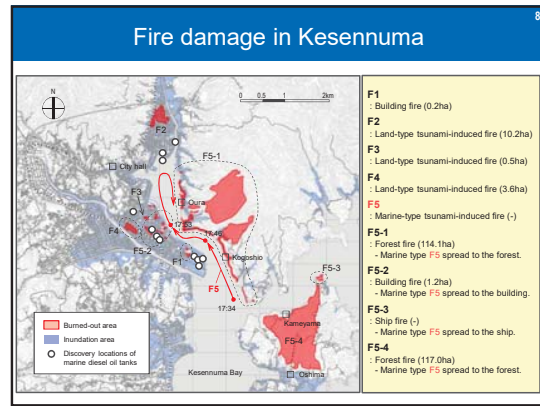 8
Fire damage in Kesennuma
N
0 0.5 1 2km
F2
City hall
F5-1
F3
Oura
F4
17:53
17:46
F5-2
F1
Kogoshio
F5-3
F5
17:34
Kameyama
F5-4
Kesennuma Bay
Oshima
Burned-out area
Inundation area
Discovery locations of
marine diesel oil tanks
F1
: Building fire (0.2ha)
F2
: Land-type tsunami-induced fire (10.2ha)
F3
: Land-type tsunami-induced fire (0.5ha)
F4
: Land-type tsunami-induced fire (3.6ha)
F5
: Marine-type tsunami-induced fire (-)
F5-1
: Forest fire (114.1ha)
- Marine type F5 spread to the forest.
F5-2
: Building fire (1.2ha)
- Marine type F5 spread to the building.
F5-3
: Ship fire (-)
- Marine type F5 spread to the ship.
F5-4
: Forest fire (117.0ha)
- Marine type F5 spread to the forest.